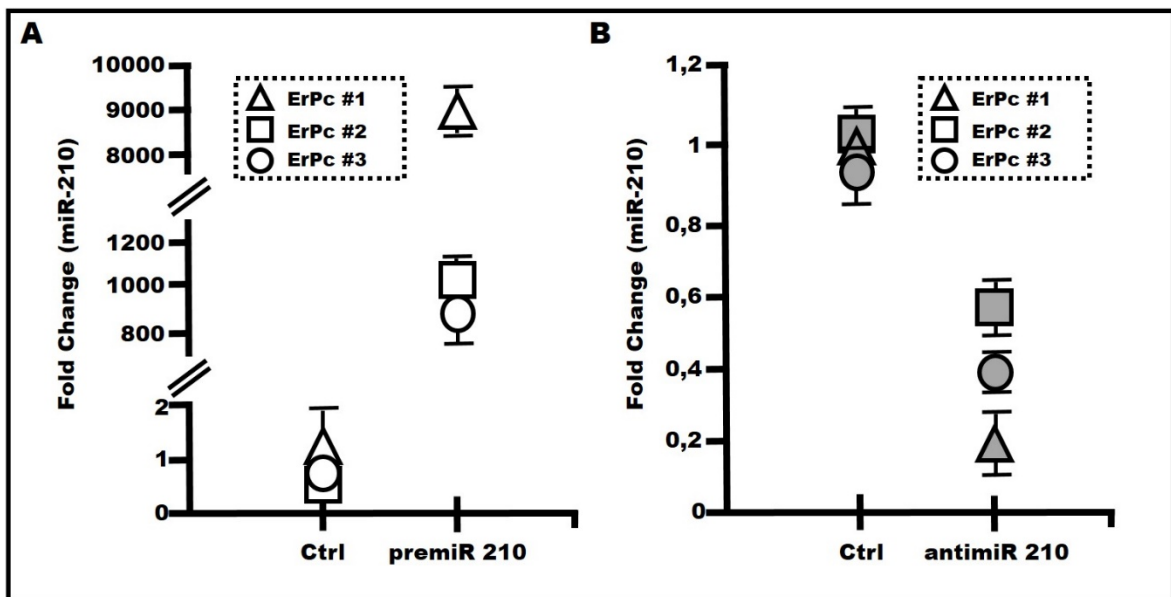 A
Fold Change (miR-210)
10000
9000
8000
1200
1000
800
2
1
0
ErPc #1
ErPc #2
ErPc #3
Ctrl
premiR 210
B
Fold Change (miR-210)
1,2
1
0,8
0,6
0,4
0,2
0
ErPc #1
ErPc #2
ErPc #3
Ctrl
antimiR 210